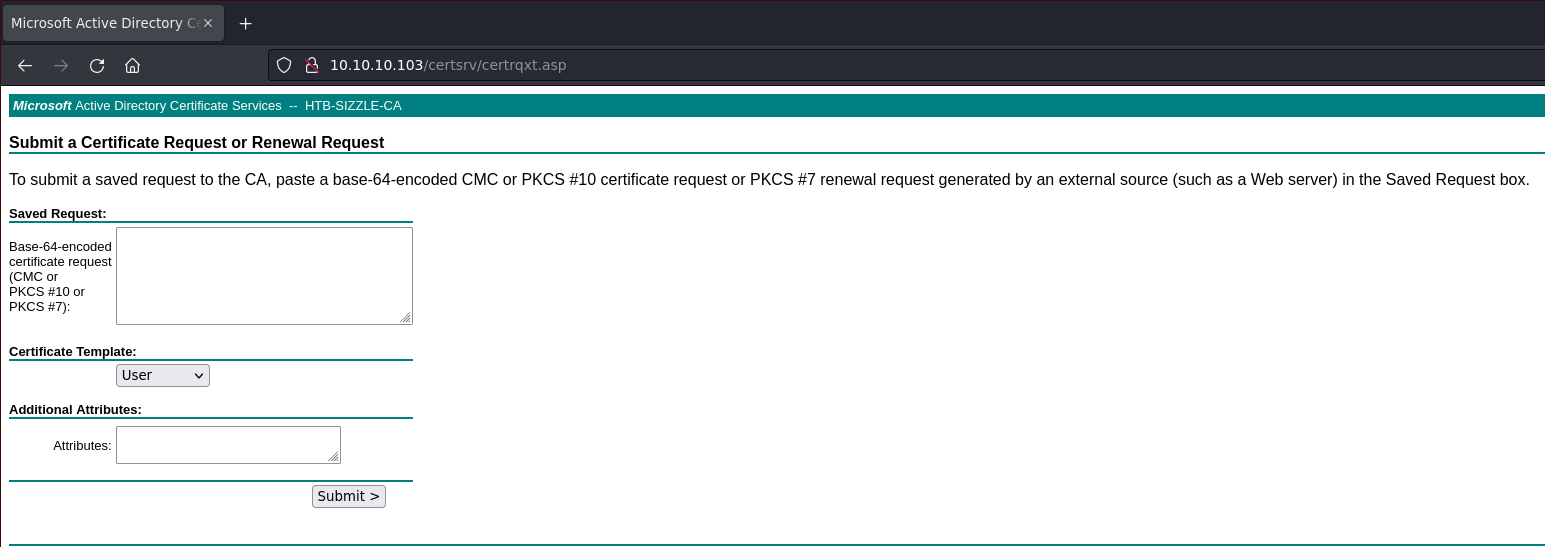 Microsoft Active Directory Ce
10.10.10.103/certsrv/certrqxt.asp
Microsoft Active Directory Certificate Services -- HTB-SIZZLE-CA
Submit a Certificate Request or Renewal Request
To submit a saved request to the CA, paste a base-64-encoded CMC or PKCS #10 certificate request or PKCS #7 renewal request generated by an external source (such as a Web server) in the Saved Request box.
Saved Request:
Base-64-encoded
certificate request
(CMC or
PKCS #10 or
PKCS #7):
Certificate Template:
User
Additional Attributes:
Attributes:
Submit >